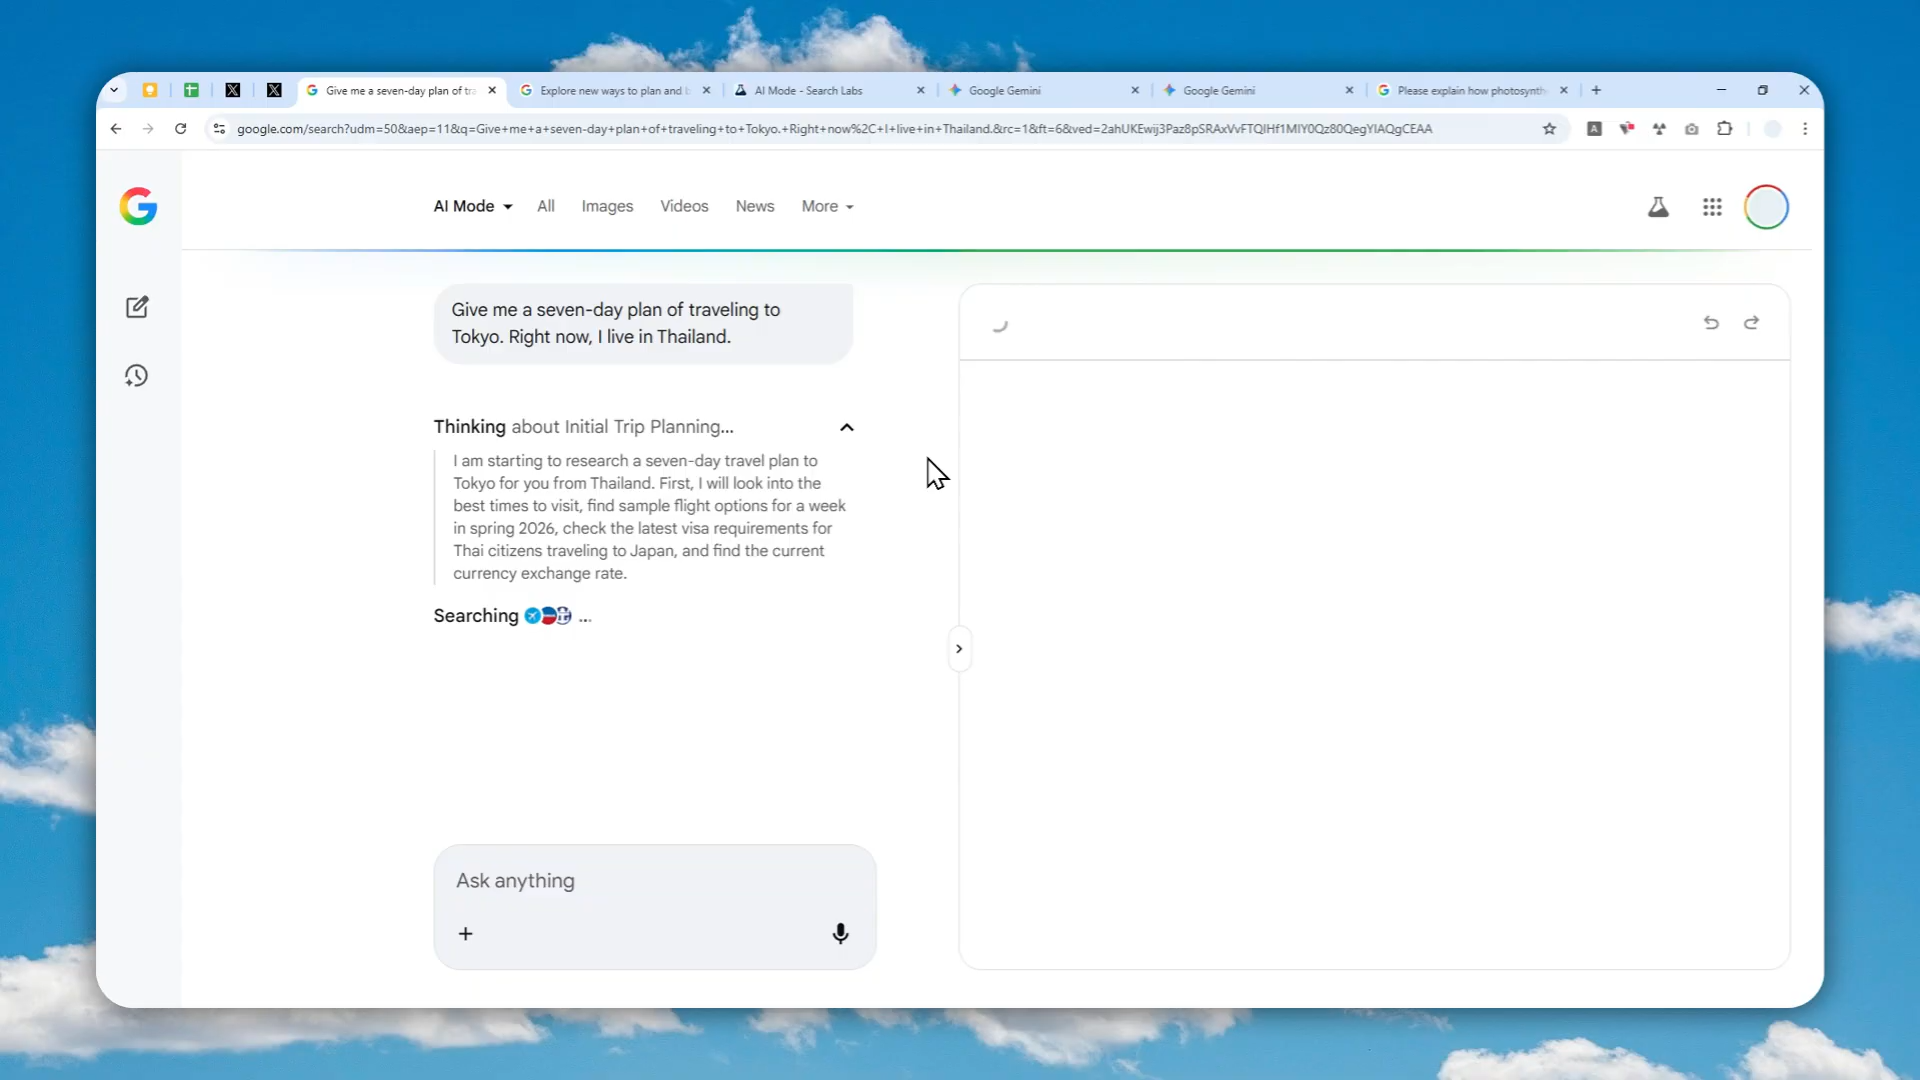 Give me a seven-day plan of tra
Explore new ways to plan and b
AI Mode - Search Labs
Google Gemini
Google Gemini
Please explain how photosynth
google.com/search?udm=50&aep=11&q=Give+me+a+seven-day+plan+of+traveling+to+Tokyo.+Right+now%2C+I+live+in+Thailand.&rc=1&ft=6&ved=2ahUKEwij3Paz8pSRAxVvFTQIHf1MIY0Qz80QegYIAQgCEAA
AI Mode
All
Images
Videos
News
More
Give me a seven-day plan of traveling to
Tokyo. Right now, I live in Thailand.
Thinking about Initial Trip Planning...
I am starting to research a seven-day travel plan to
Tokyo for you from Thailand. First, I will look into the
best times to visit, find sample flight options for a week
in spring 2026, check the latest visa requirements for
Thai citizens traveling to Japan, and find the current
currency exchange rate.
Searching ...
Ask anything